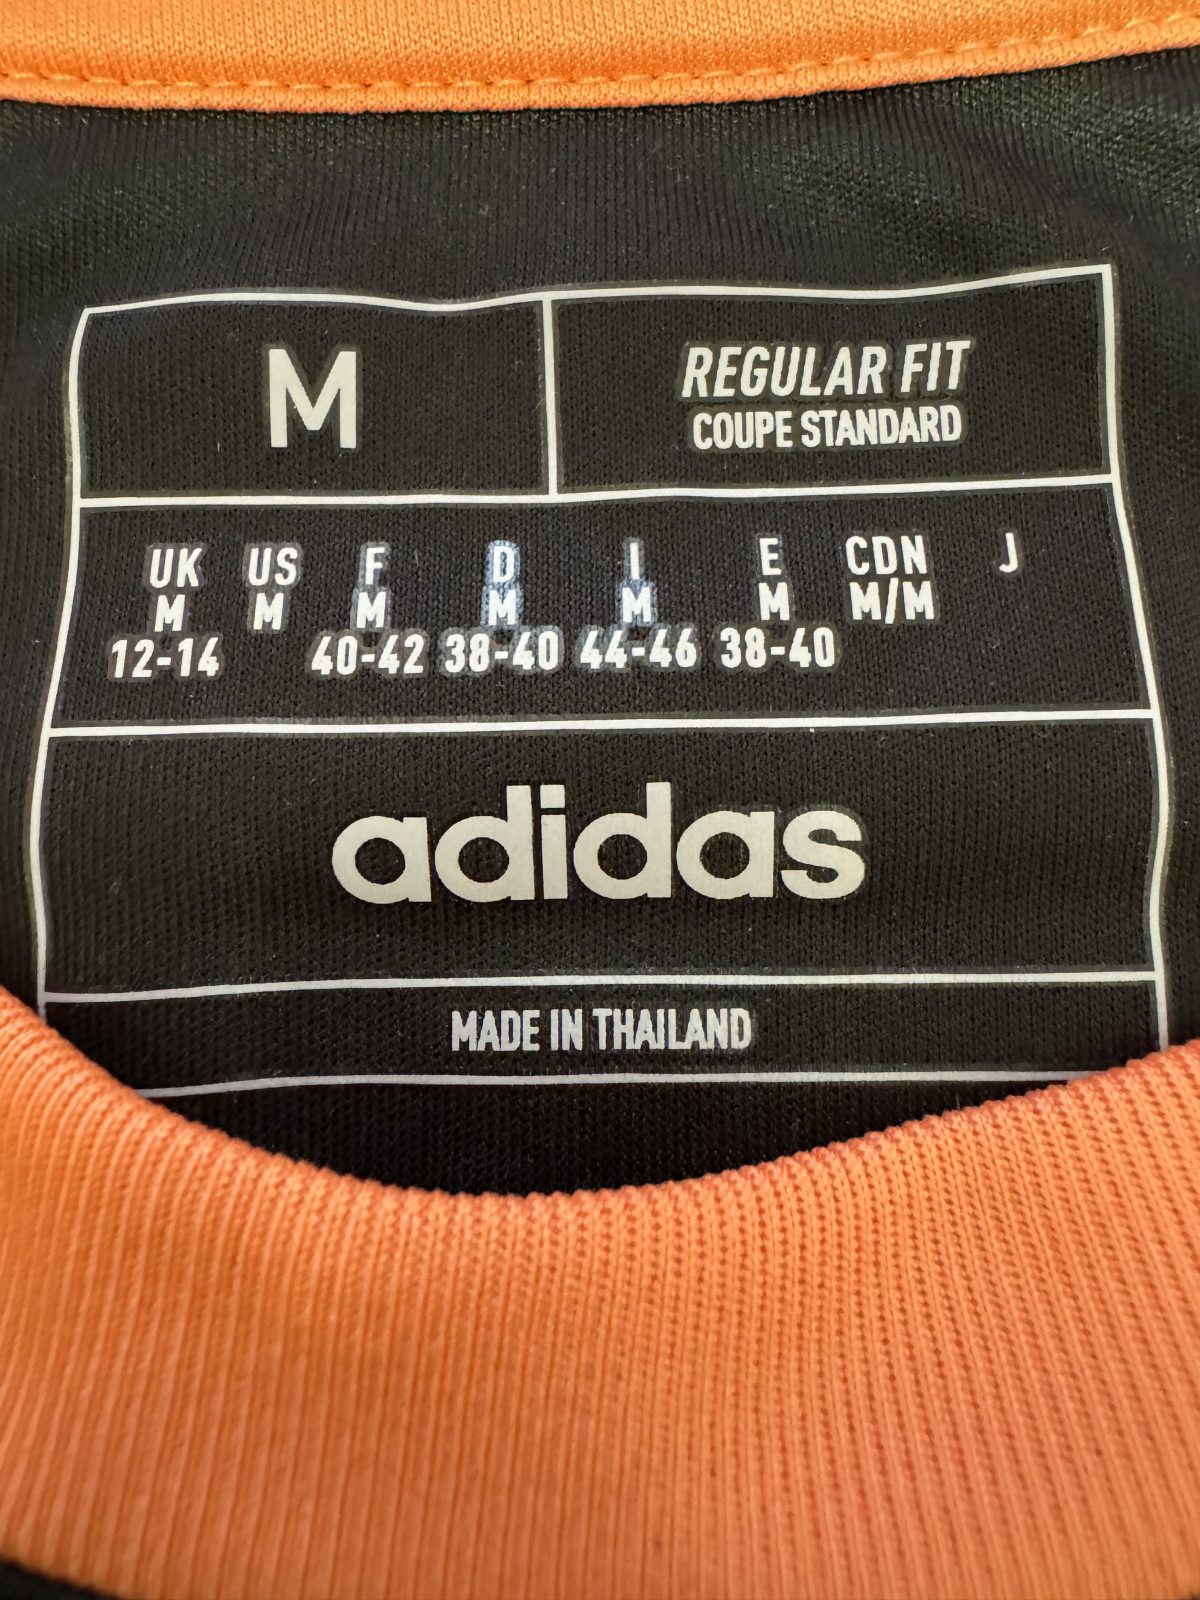 M
REGULAR FIT
COUPE STANDARD
UK US F D I E CDN J
M M M M M M M/M
12-14 40-42 38-40 44-46 38-40
adidas
MADE IN THAILAND